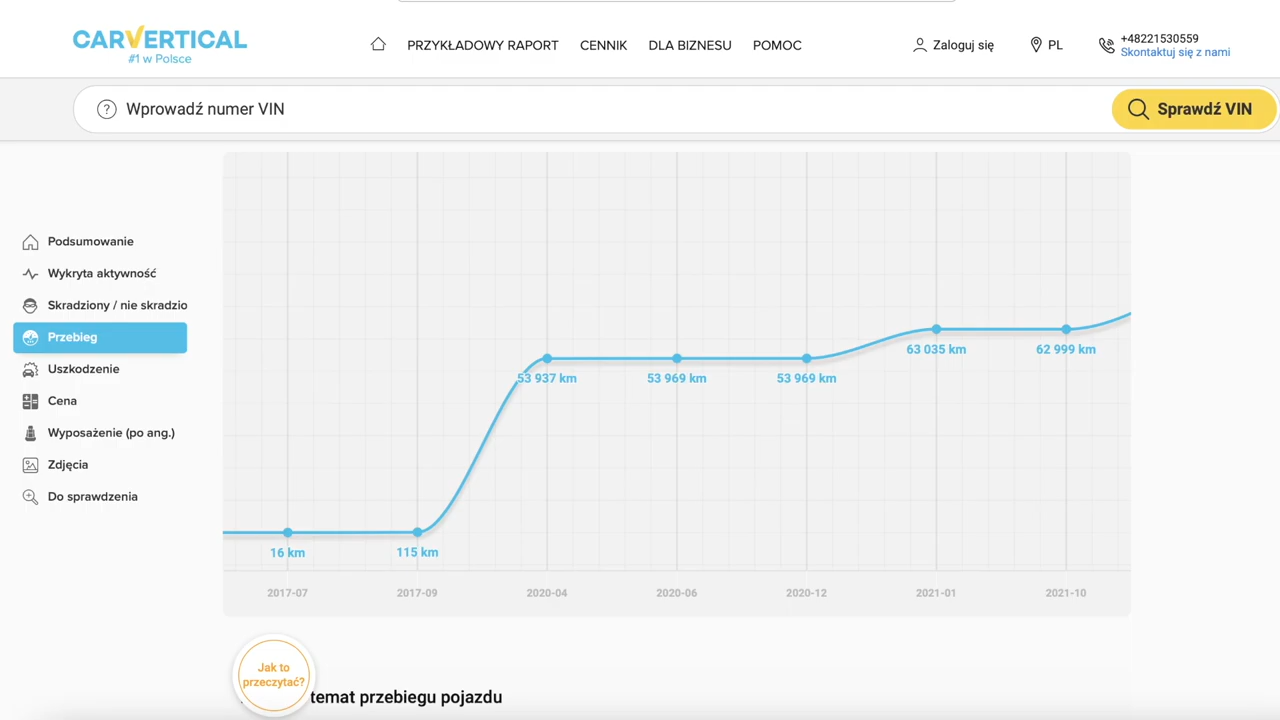 CARVERTICAL
#1 w Polsce
PRZYKŁADOWY RAPORT
CENNIK
DLA BIZNESU
POMOC
Zaloguj się
PL
+48221530559
Skontaktuj się z nami
? Wprowadź numer VIN
Sprawdź VIN
Podsumowanie
Wykryta aktywność
Skradziony / nie skradzio
Przebieg
Uszkodzenie
Cena
Wyposażenie (po ang.)
Zdjęcia
Do sprawdzenia
63 035 km
62 999 km
53 937 km
53 969 km
53 969 km
16 km
115 km
2017-07
2017-09
2020-04
2020-06
2020-12
2021-01
2021-10
Jak to
przeczytać?
temat przebiegu pojazdu